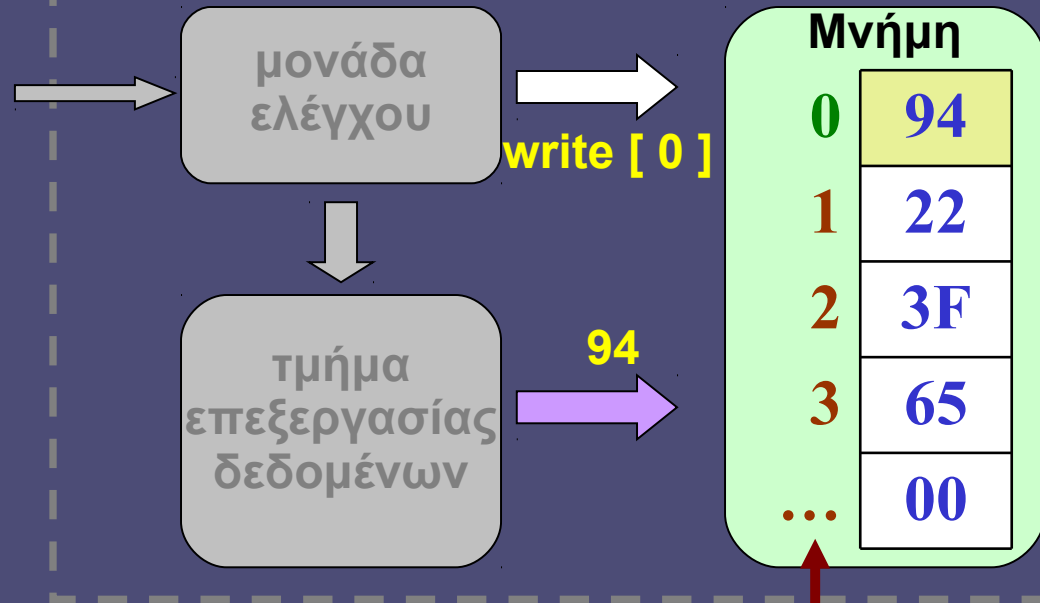 μονάδα
ελέγχου
write [ 0 ]
τμήμα
επεξεργασίας
δεδομένων
94
Μνήμη
0 94
1 22
2 3F
3 65
... 00